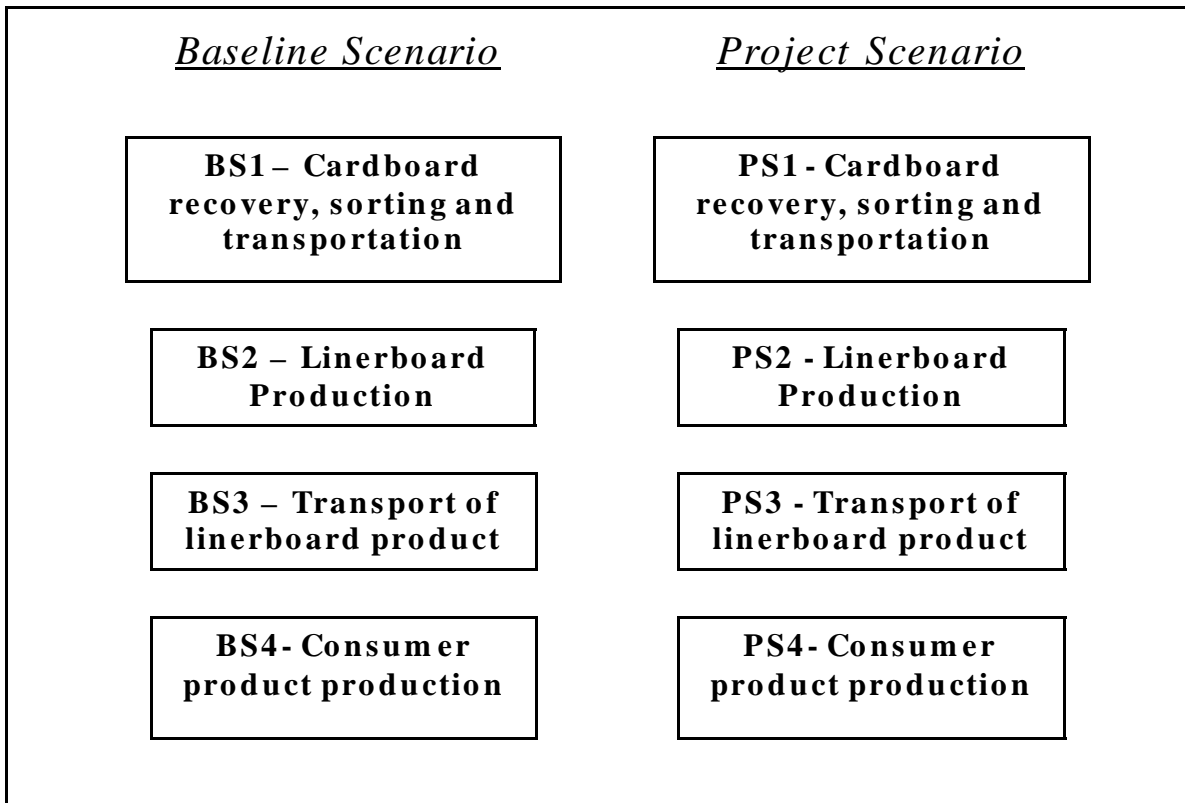 Baseline Scenario
Project Scenario
BS1 – Cardboard
recovery, sorting and
transportation
PS1 - Cardboard
recovery, sorting and
transportation
BS2 – Linerboard
Production
PS2 - Linerboard
Production
BS3 – Transport of
linerboard product
PS3 - Transport of
linerboard product
BS4- Consumer
product production
PS4- Consumer
product production